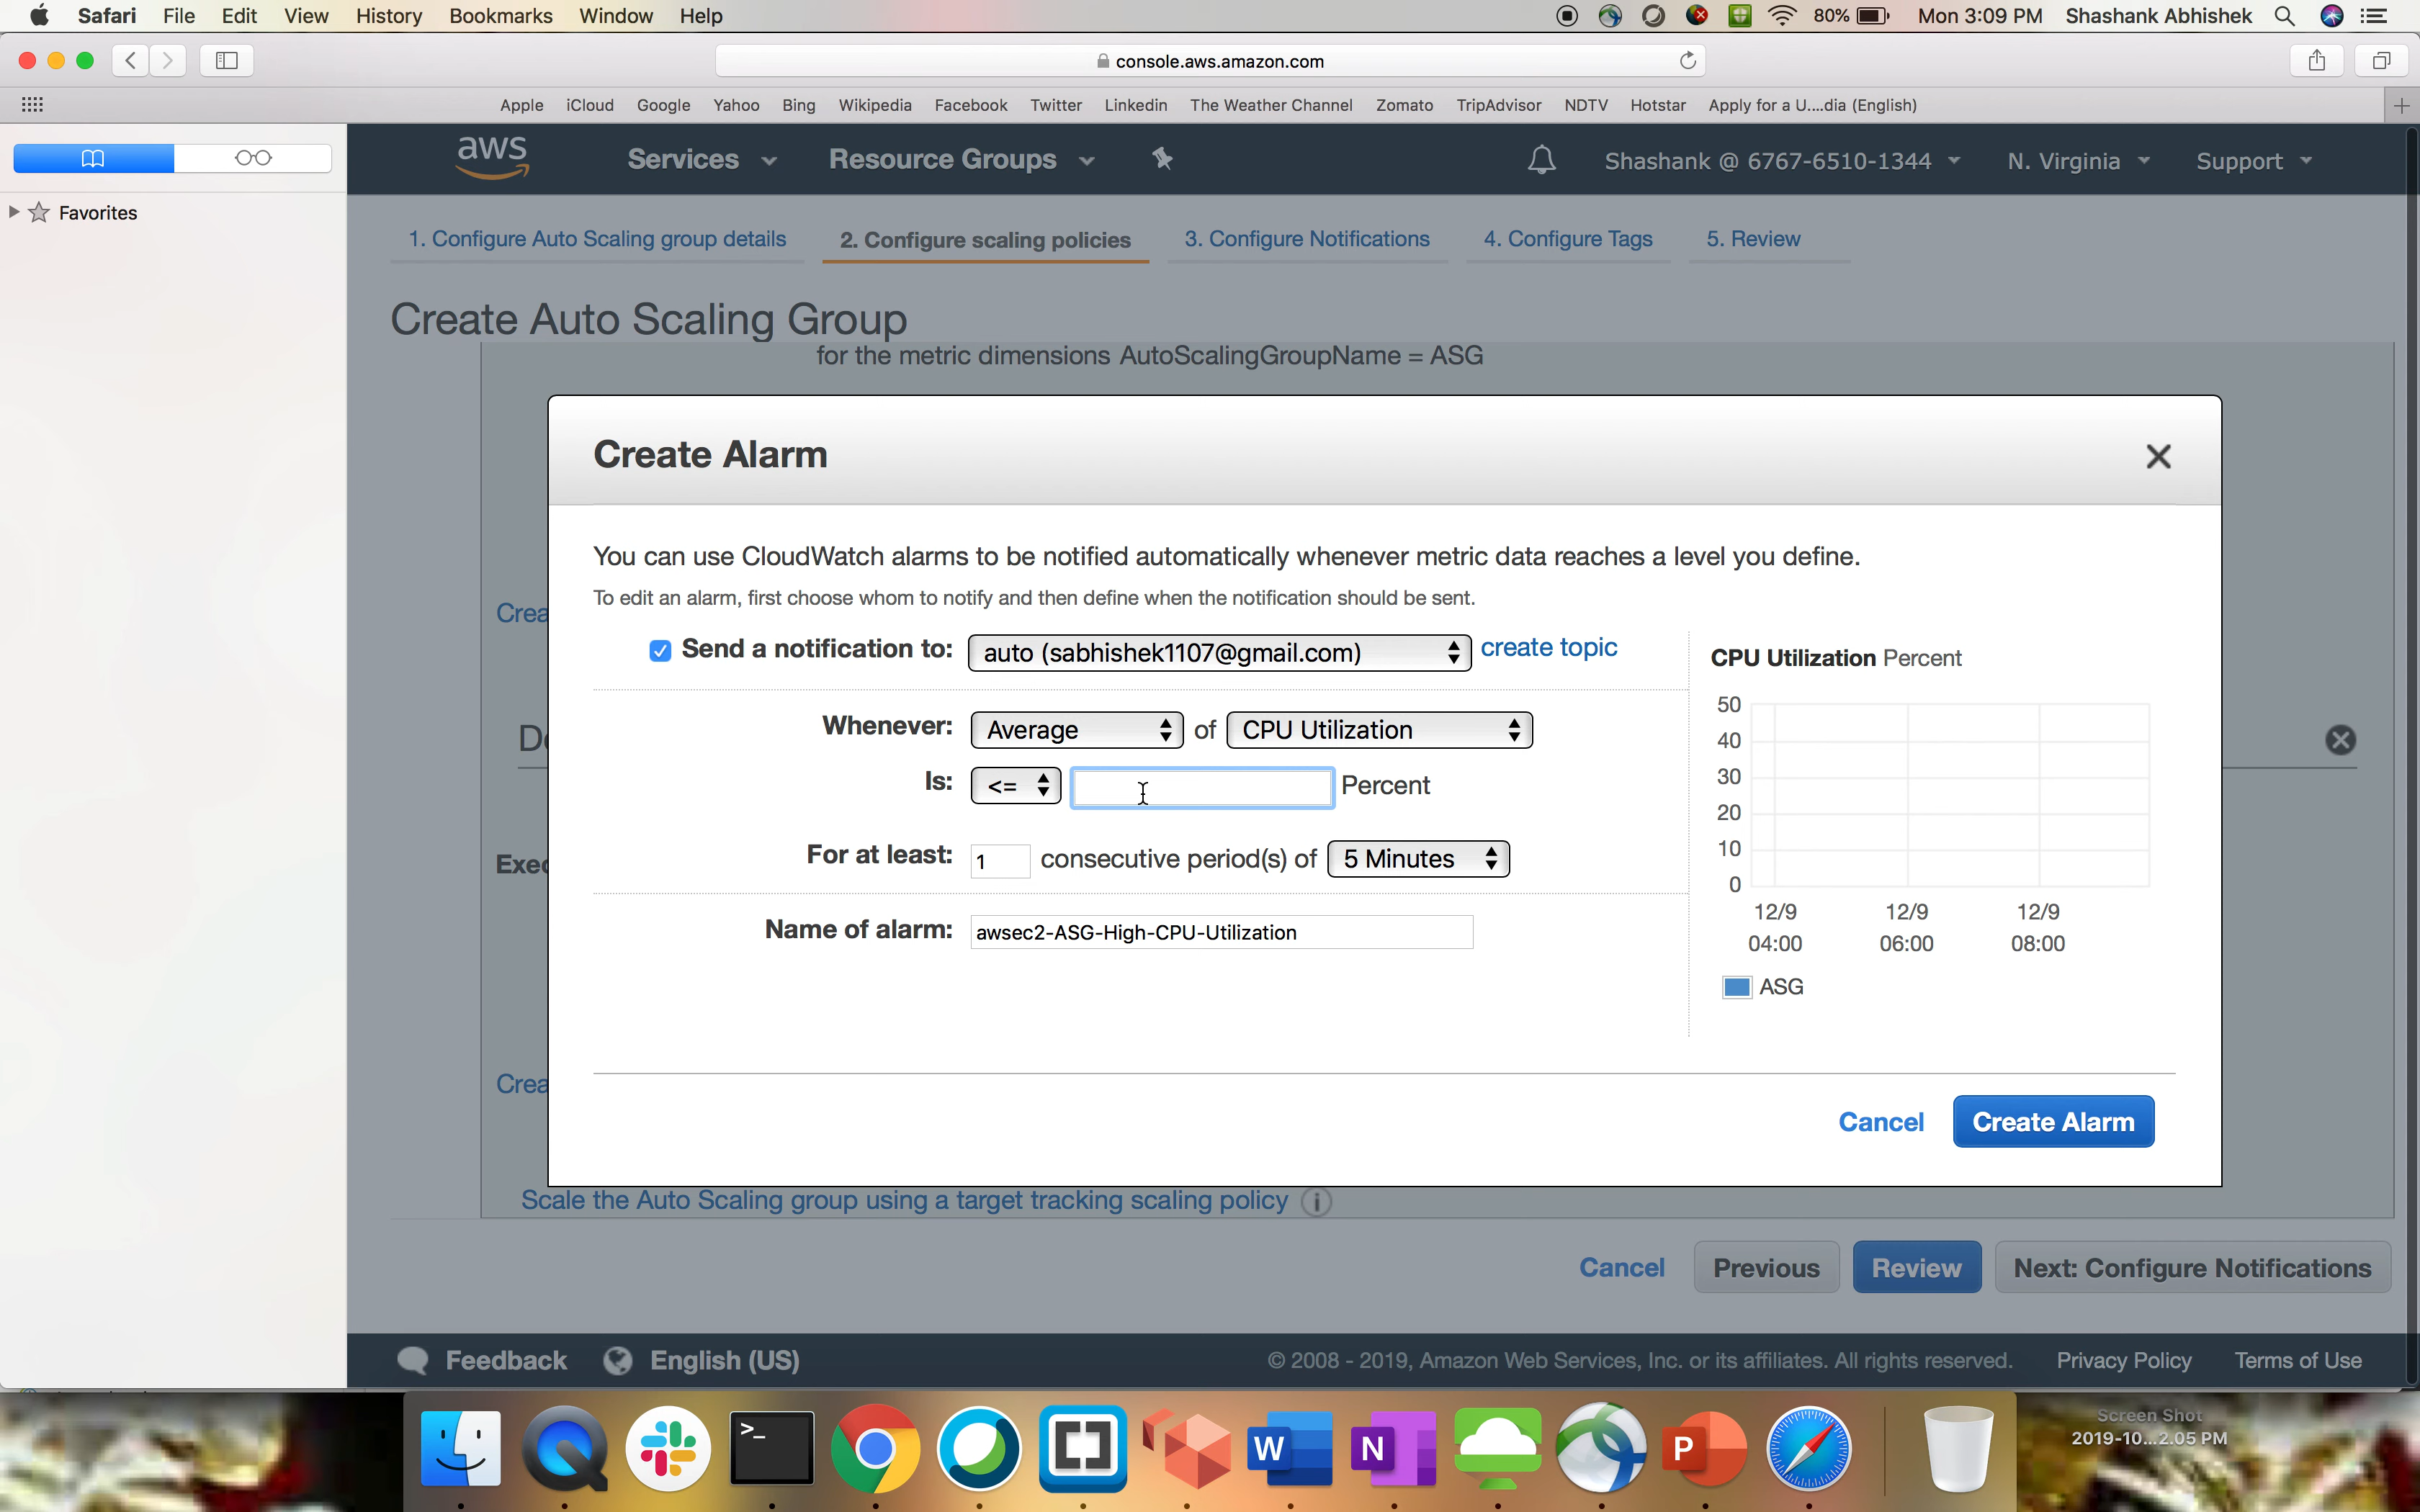 Safari File Edit View History Bookmarks Window Help 80% Mon 3:09 PM Shashank Abhishek
console.aws.amazon.com
Apple iCloud Google Yahoo Bing Wikipedia Facebook Twitter Linkedin The Weather Channel Zomato TripAdvisor NDTV Hotstar Apply for a U....dia (English)
Favorites
aws Services Resource Groups Shashank @ 6767-6510-1344 N. Virginia Support
1. Configure Auto Scaling group details 2. Configure scaling policies 3. Configure Notifications 4. Configure Tags 5. Review
Create Auto Scaling Group
for the metric dimensions AutoScalingGroupName = ASG
Create Alarm
You can use CloudWatch alarms to be notified automatically whenever metric data reaches a level you define.
To edit an alarm, first choose whom to notify and then define when the notification should be sent.
Crea
Send a notification to: auto (sabhishek1107@gmail.com) create topic
Whenever: Average of CPU Utilization
Is: <= Percent
For at least: 1 consecutive period(s) of 5 Minutes
Name of alarm: awsec2-ASG-High-CPU-Utilization
CPU Utilization Percent
50
40
30
20
10
0
12/9 12/9 12/9
04:00 06:00 08:00
ASG
Exec
Crea
Cancel Create Alarm
Scale the Auto Scaling group using a target tracking scaling policy
Cancel Previous Review Next: Configure Notifications
Feedback English (US) © 2008 - 2019, Amazon Web Services, Inc. or its affiliates. All rights reserved. Privacy Policy Terms of Use
Screen Shot
2019-10...2.05 PM
>_
W
N
P